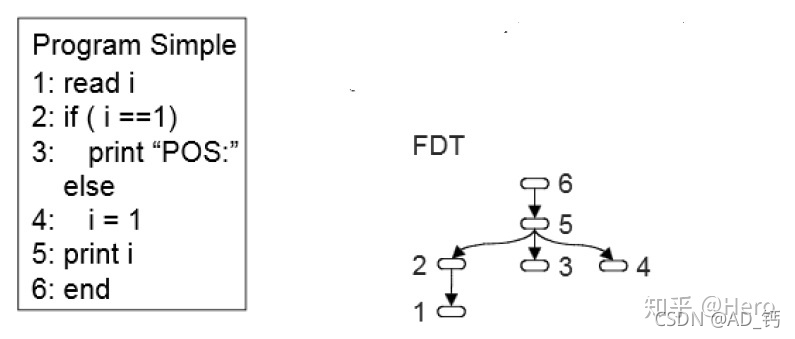 Program Simple
1: read i
2: if ( i ==1)
3: print “POS:”
else
4: i = 1
5: print i
6: end
FDT
6
5
2
3
4
1
知乎 @Hero
CSDN @AD_钙